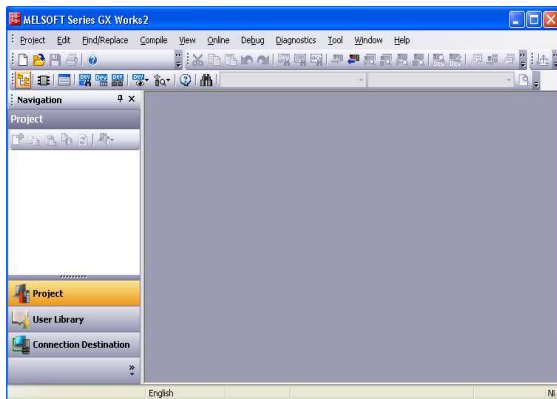 MELSOFT Series GX Works2
Project Edit Find/Replace Compile View Online Debug Diagnostics Tool Window Help
Navigation
Project
Project
User Library
Connection Destination
English